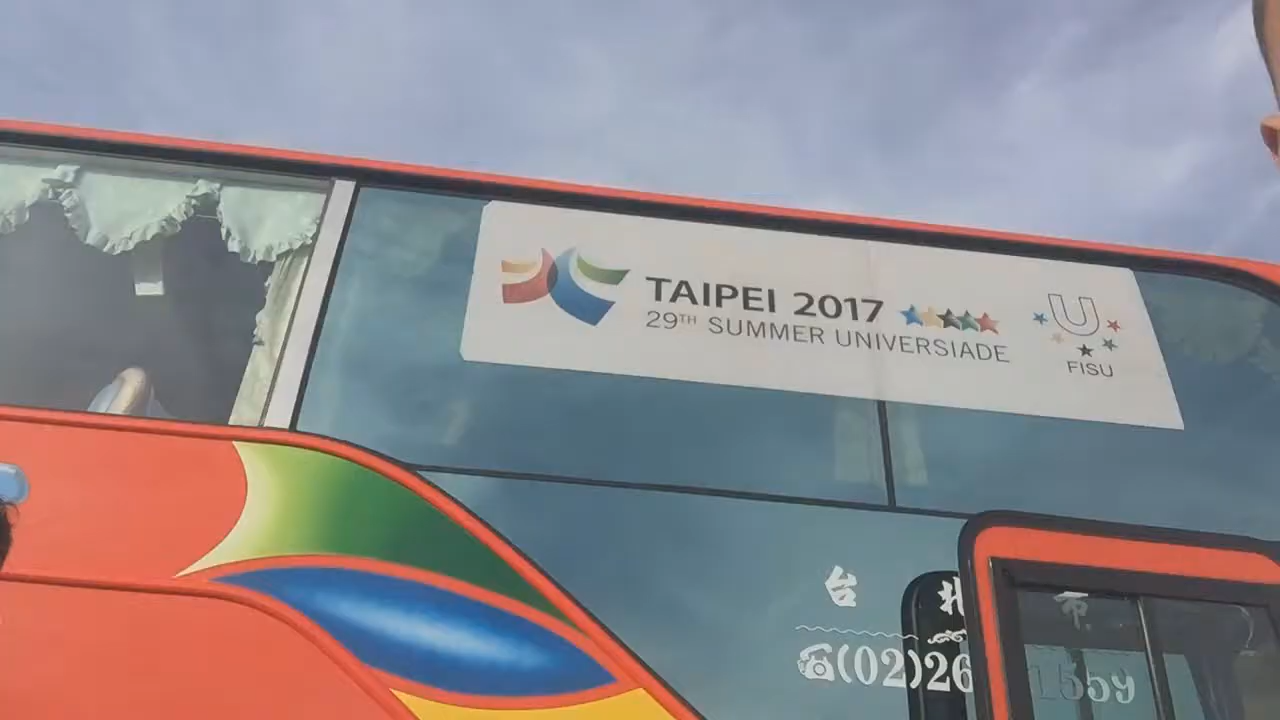 TAIPEI 2017
29TH SUMMER UNIVERSIADE
U
FISU
台北市
(02)26 1559